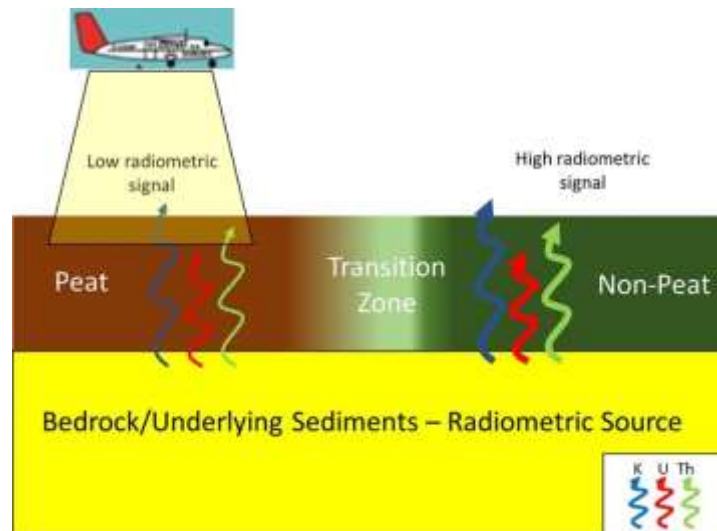 Low radiometric
signal
High radiometric
signal
Peat
Transition
Zone
Non-Peat
Bedrock/Underlying Sediments – Radiometric Source
K U Th